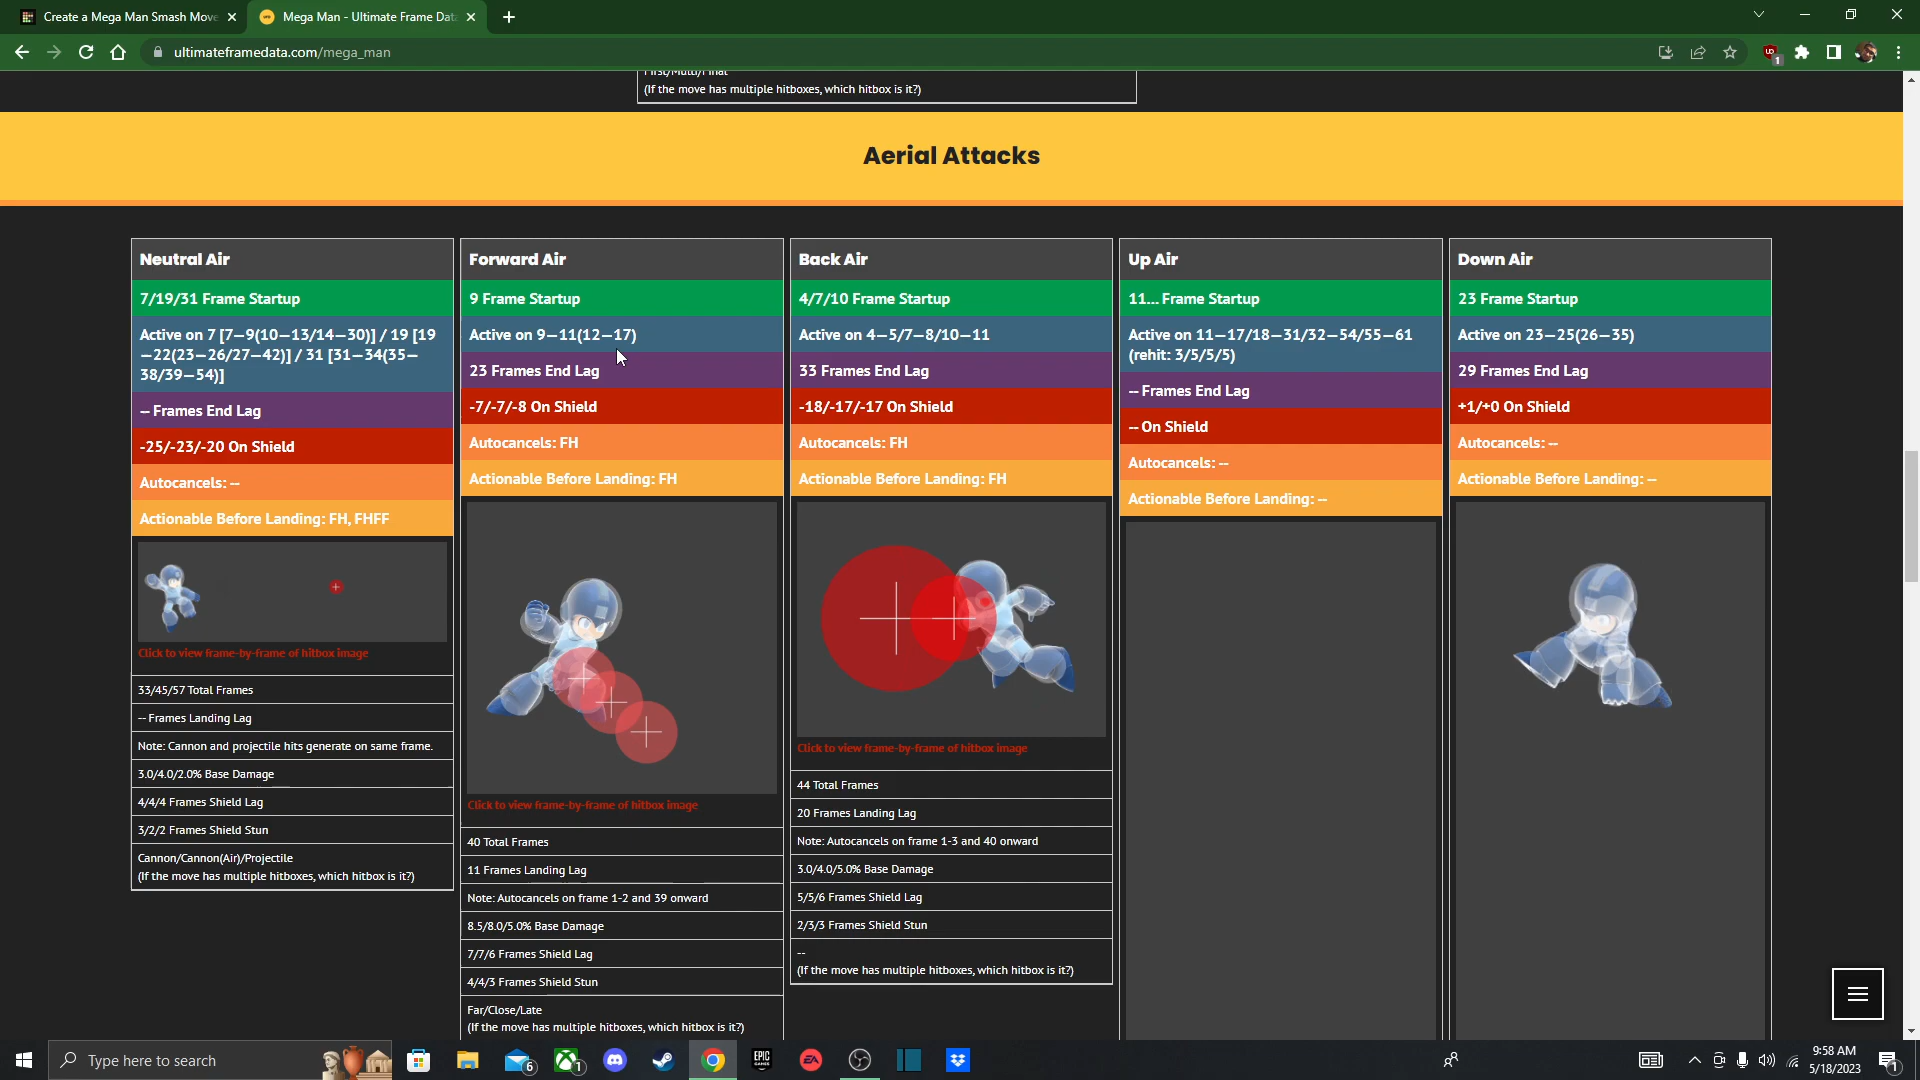 Create a Mega Man Smash Move
Mega Man - Ultimate Frame Dat
ultimateframedata.com/mega_man
First/Multi/Final
(If the move has multiple hitboxes, which hitbox is it?)
Aerial Attacks
Neutral Air
7/19/31 Frame Startup
Active on 7 [7—9(10—13/14—30)] / 19 [19
—22(23—26/27—42)] / 31 [31—34(35—
38/39—54)]
-- Frames End Lag
-25/-23/-20 On Shield
Autocancels: --
Actionable Before Landing: FH, FHFF
Click to view frame-by-frame of hitbox image
33/45/57 Total Frames
-- Frames Landing Lag
Note: Cannon and projectile hits generate on same frame.
3.0/4.0/2.0% Base Damage
4/4/4 Frames Shield Lag
3/2/2 Frames Shield Stun
Cannon/Cannon(Air)/Projectile
(If the move has multiple hitboxes, which hitbox is it?)
Forward Air
9 Frame Startup
Active on 9—11(12—17)
23 Frames End Lag
-7/-7/-8 On Shield
Autocancels: FH
Actionable Before Landing: FH
Click to view frame-by-frame of hitbox image
40 Total Frames
11 Frames Landing Lag
Note: Autocancels on frame 1-2 and 39 onward
8.5/8.0/5.0% Base Damage
7/7/6 Frames Shield Lag
4/4/3 Frames Shield Stun
Far/Close/Late
(If the move has multiple hitboxes, which hitbox is it?)
Back Air
4/7/10 Frame Startup
Active on 4—5/7—8/10—11
33 Frames End Lag
-18/-17/-17 On Shield
Autocancels: FH
Actionable Before Landing: FH
Click to view frame-by-frame of hitbox image
44 Total Frames
20 Frames Landing Lag
Note: Autocancels on frame 1-3 and 40 onward
3.0/4.0/5.0% Base Damage
5/5/6 Frames Shield Lag
2/3/3 Frames Shield Stun
--
(If the move has multiple hitboxes, which hitbox is it?)
Up Air
11... Frame Startup
Active on 11—17/18—31/32—54/55—61
(rehit: 3/5/5/5)
-- Frames End Lag
-- On Shield
Autocancels: --
Actionable Before Landing: --
Down Air
23 Frame Startup
Active on 23—25(26—35)
29 Frames End Lag
+1/+0 On Shield
Autocancels: --
Actionable Before Landing: --
Type here to search
6
1
EPIC
GAMES
EA
9:58 AM
5/18/2023
1